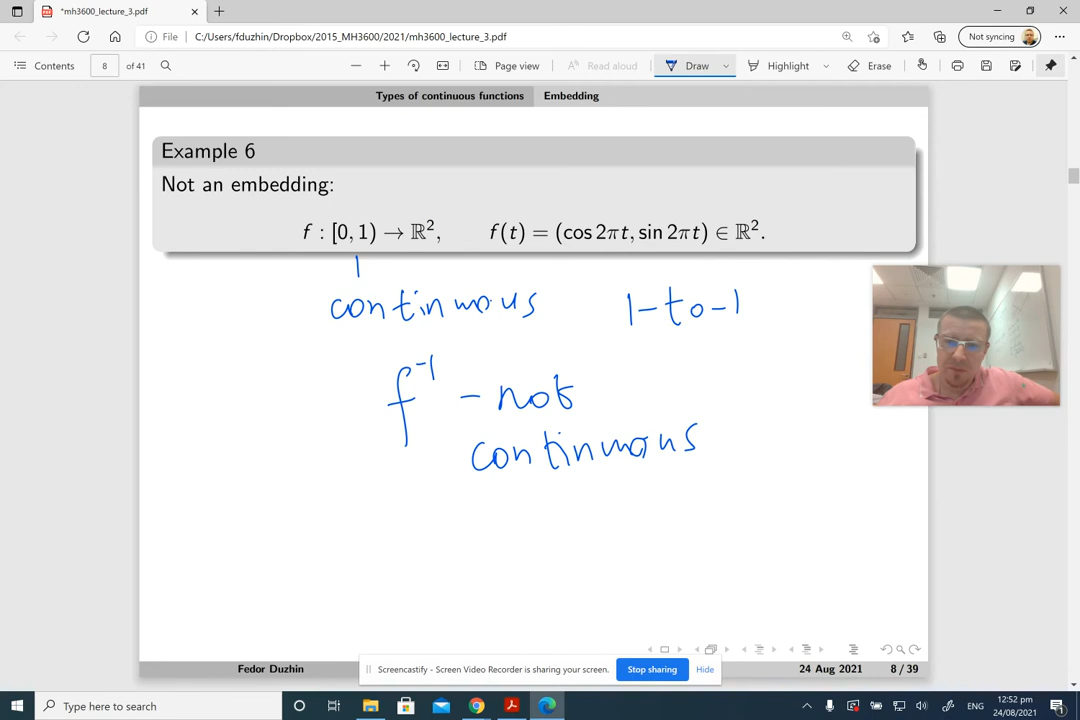 *mh3600_lecture_3.pdf
File C:/Users/fduzhin/Dropbox/2015_MH3600/2021/mh3600_lecture_3.pdf
Not syncing
Contents 8 of 41 Page view Read aloud Draw Highlight Erase
Types of continuous functions Embedding
Example 6
Not an embedding:
f : [0, 1) → ℝ², f(t) = (cos 2πt, sin 2πt) ∈ ℝ².
continuous 1-to-1
f⁻¹ - not
continuous
Fedor Duzhin 24 Aug 2021 8 / 39
Screencastify - Screen Video Recorder is sharing your screen. Stop sharing Hide
Type here to search
ENG
12:52 pm
24/08/2021
1